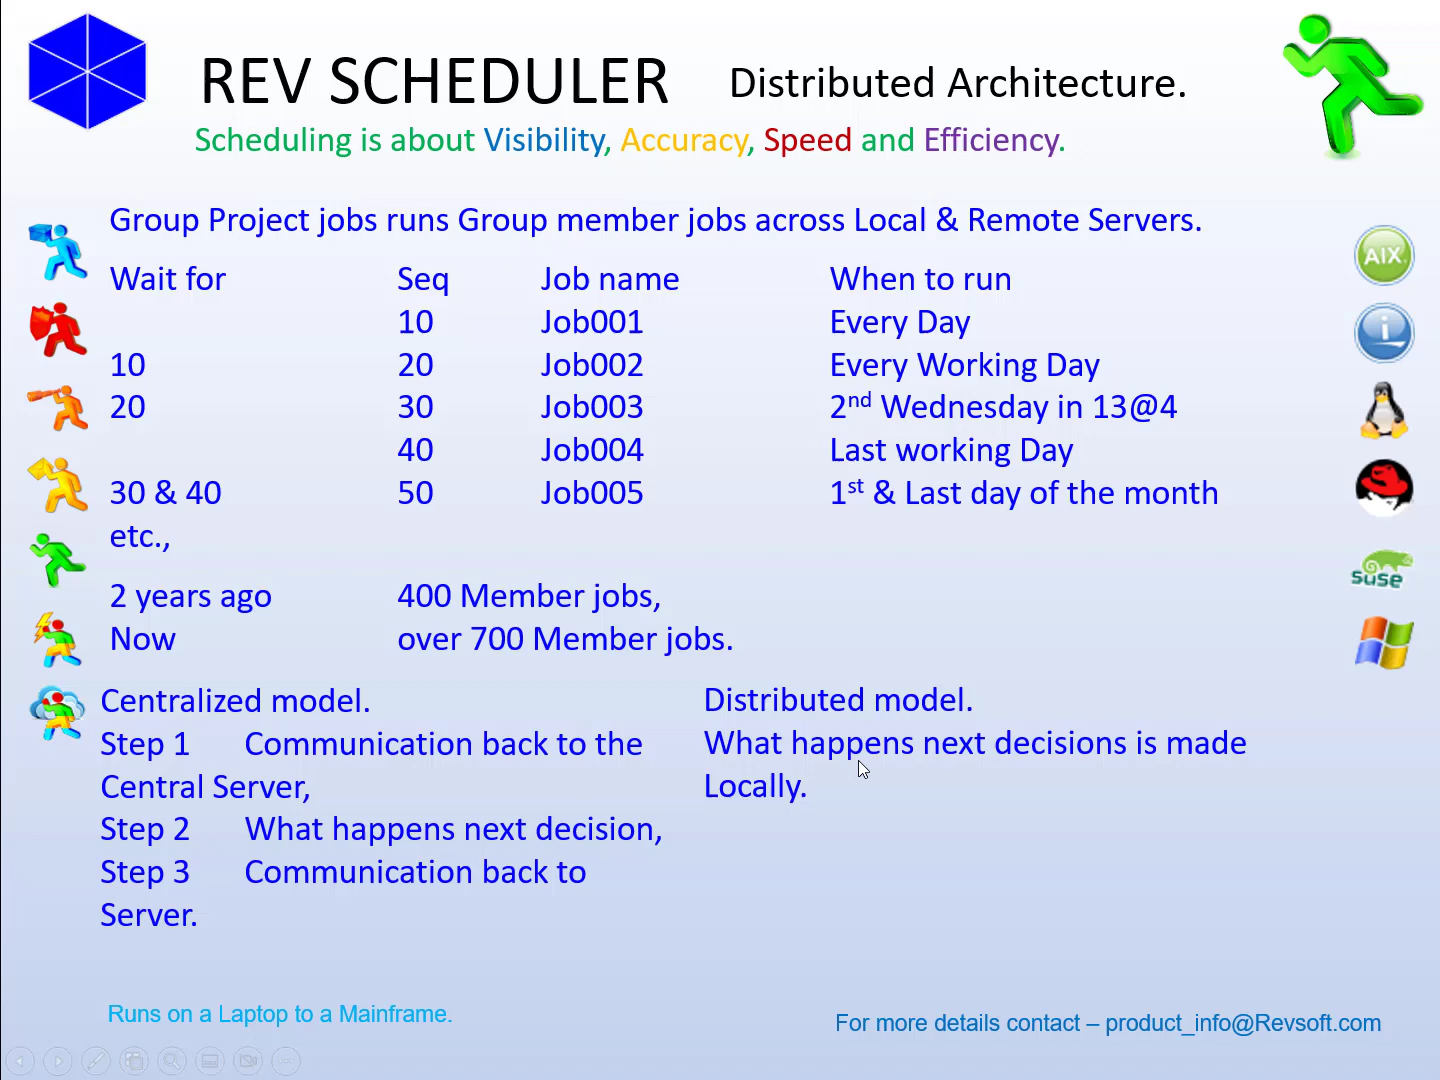 REV SCHEDULER Distributed Architecture.
Scheduling is about Visibility, Accuracy, Speed and Efficiency.
Group Project jobs runs Group member jobs across Local & Remote Servers.
Wait for Seq Job name When to run
10 Job001 Every Day
10 20 Job002 Every Working Day
20 30 Job003 2nd Wednesday in 13@4
40 Job004 Last working Day
30 & 40 50 Job005 1st & Last day of the month
etc.,
2 years ago 400 Member jobs,
Now over 700 Member jobs.
Centralized model.
Step 1 Communication back to the
Central Server,
Step 2 What happens next decision,
Step 3 Communication back to
Server.
Distributed model.
What happens next decisions is made
Locally.
AIX
i
SUSE
Runs on a Laptop to a Mainframe.
For more details contact – product_info@Revsoft.com